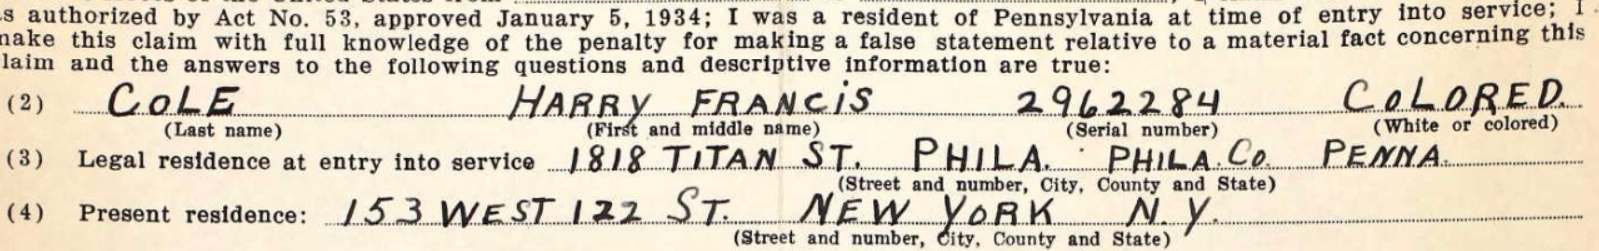 s authorized by Act No. 53, approved January 5, 1934; I was a resident of Pennsylvania at time of entry into service; I
make this claim with full knowledge of the penalty for making a false statement relative to a material fact concerning this
laim and the answers to the following questions and descriptive information are true:
(2) COLE HARRY FRANCIS 2962284 COLORED.
(Last name) (First and middle name) (Serial number) (White or colored)
(3) Legal residence at entry into service 1818 TITAN ST. PHILA. PHILA. Co. PENNA.
(Street and number, City, County and State)
(4) Present residence: 153 WEST 122 ST. NEW YORK N. Y.
(Street and number, City, County and State)